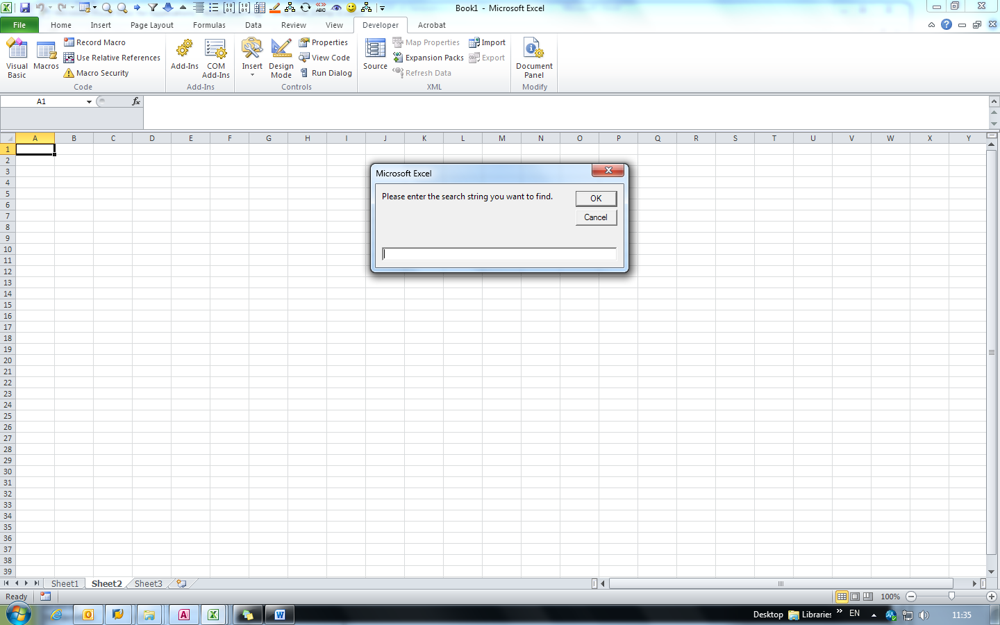 Book1 - Microsoft Excel
File Home Insert Page Layout Formulas Data Review View Developer Acrobat
Visual Basic
Macros
Record Macro
Use Relative References
Macro Security
Code
Add-Ins
COM Add-Ins
Add-Ins
Insert
Design Mode
Properties
View Code
Run Dialog
Controls
Source
Map Properties
Expansion Packs
Refresh Data
Import
Export
XML
Document Panel
Modify
A1
fx
A B C D E F G H I J K L M N O P Q R S T U V W X Y
1
2
3
4
5
6
7
8
9
10
11
12
13
14
15
16
17
18
19
20
21
22
23
24
25
26
27
28
29
30
31
32
33
34
35
36
37
38
39
Microsoft Excel
Please enter the search string you want to find.
OK
Cancel
Sheet1 Sheet2 Sheet3
Ready
100%
Desktop Libraries EN 11:35